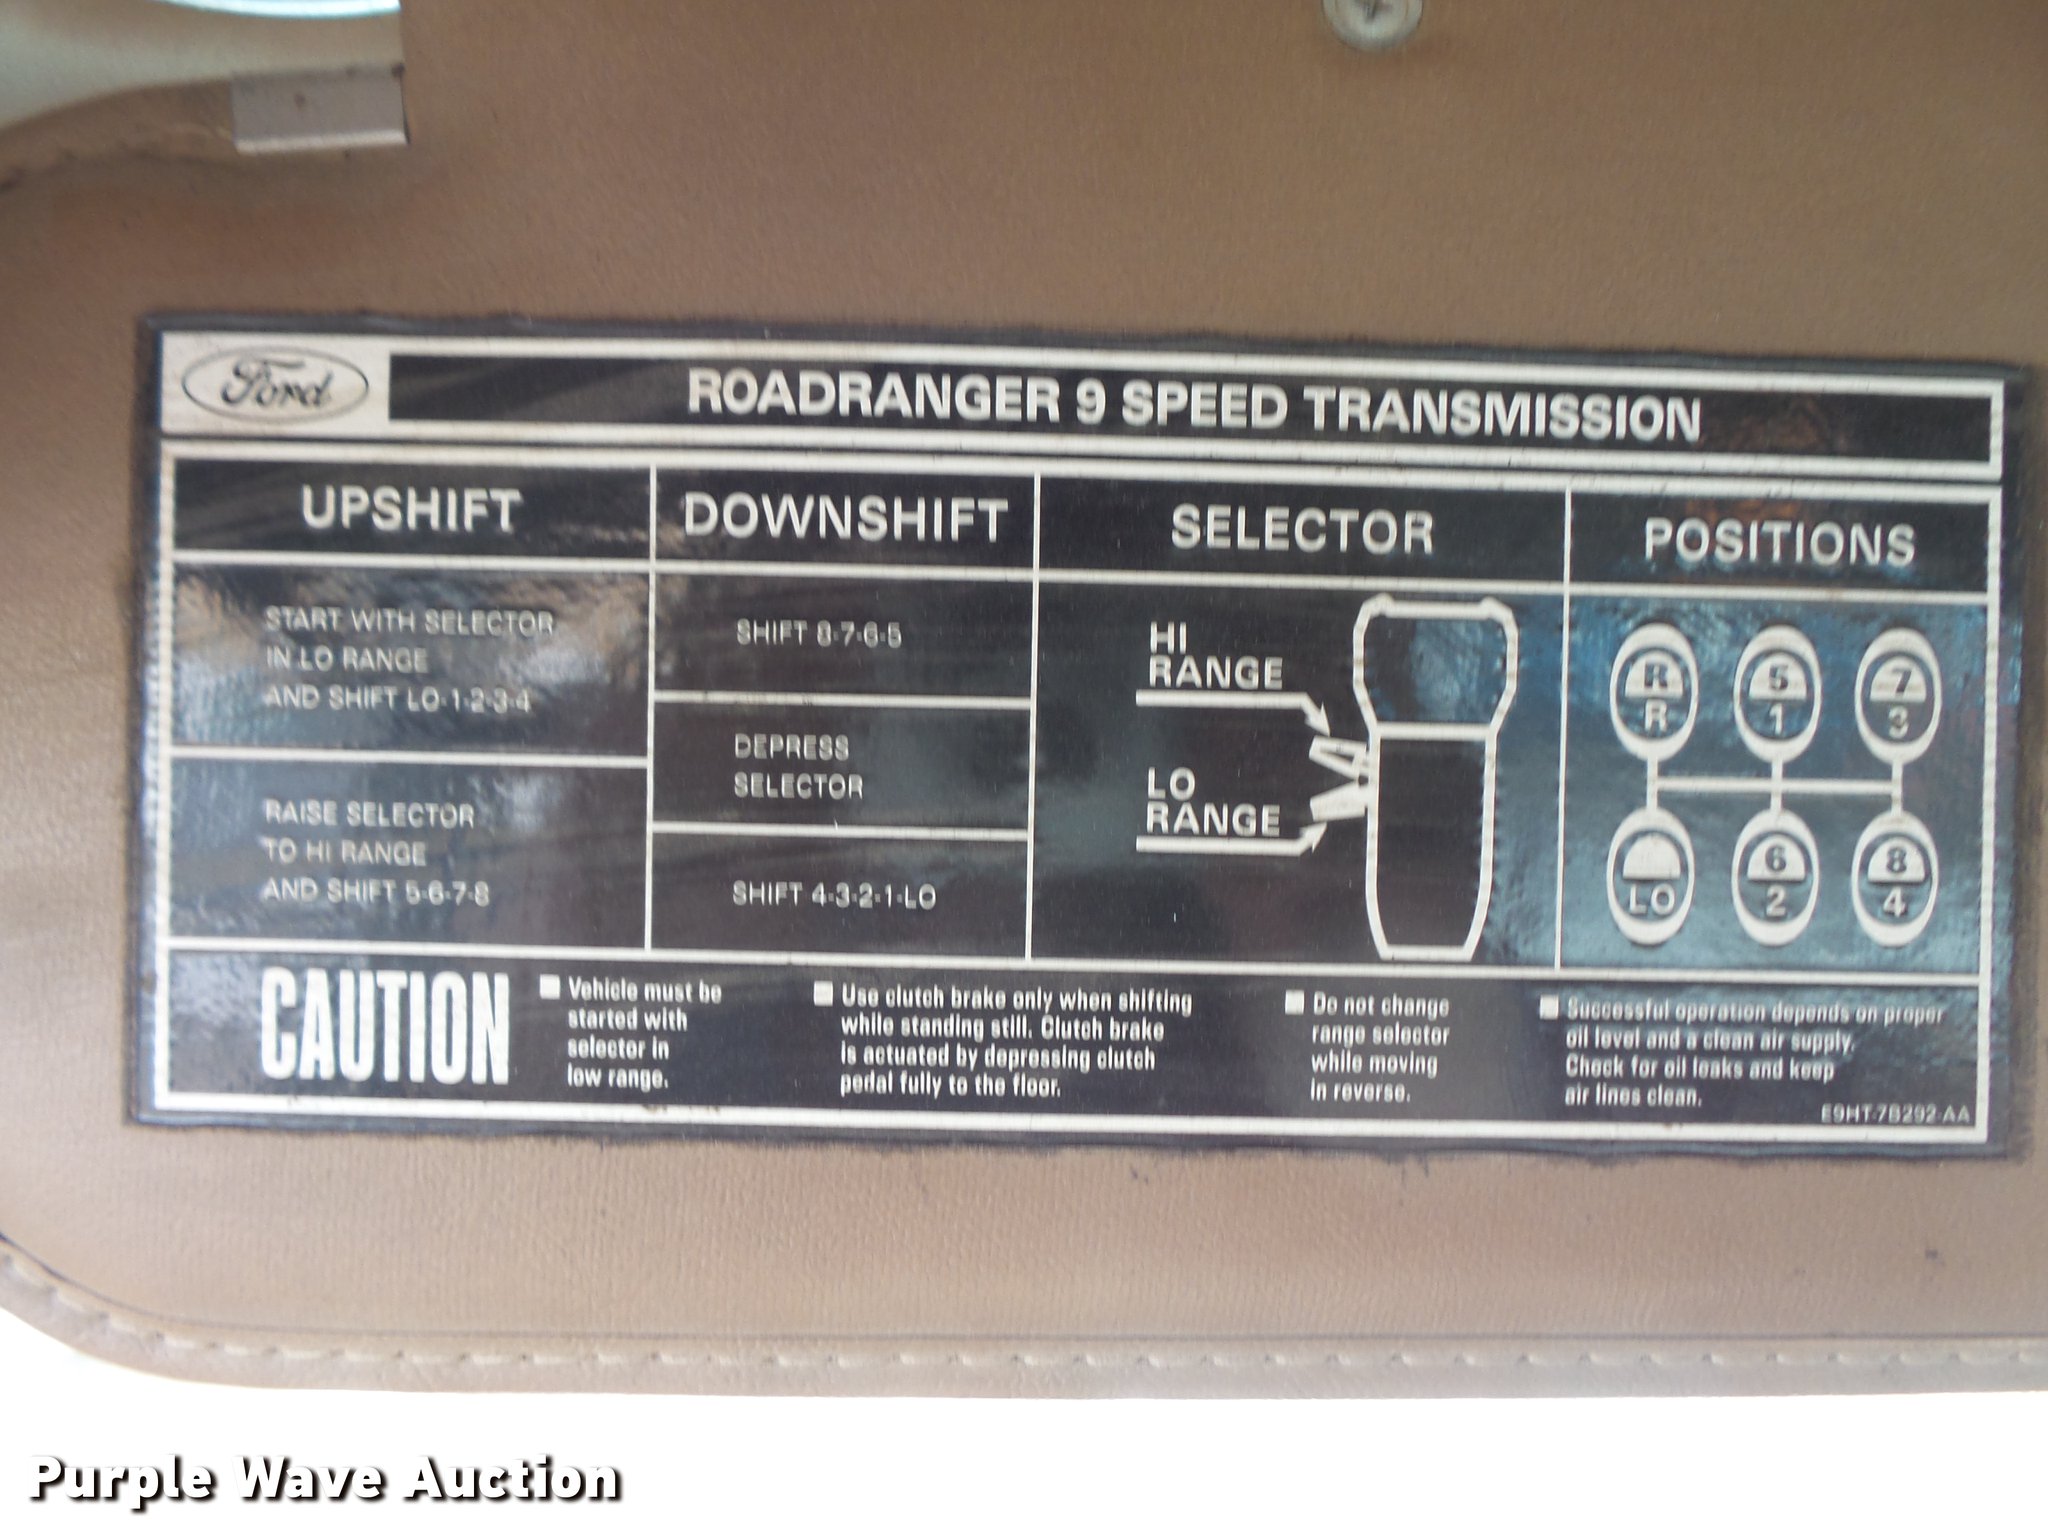 Ford
ROADRANGER 9 SPEED TRANSMISSION
UPSHIFT
START WITH SELECTOR
IN LO RANGE
AND SHIFT LO-1-2-3-4
RAISE SELECTOR
TO HI RANGE
AND SHIFT 5-6-7-8
DOWNSHIFT
SHIFT 8-7-6-5
DEPRESS
SELECTOR
SHIFT 4-3-2-1-LO
SELECTOR
HI
RANGE
LO
RANGE
POSITIONS
R 5 7
R 1 3
6 8
LO 2 4
CAUTION
Vehicle must be
started with
selector in
low range.
Use clutch brake only when shifting
while standing still. Clutch brake
is actuated by depressing clutch
pedal fully to the floor.
Do not change
range selector
while moving
in reverse.
Successful operation depends on proper
oil level and a clean air supply.
Check for oil leaks and keep
air lines clean.
E9HT-7B292-AA
Purple Wave Auction